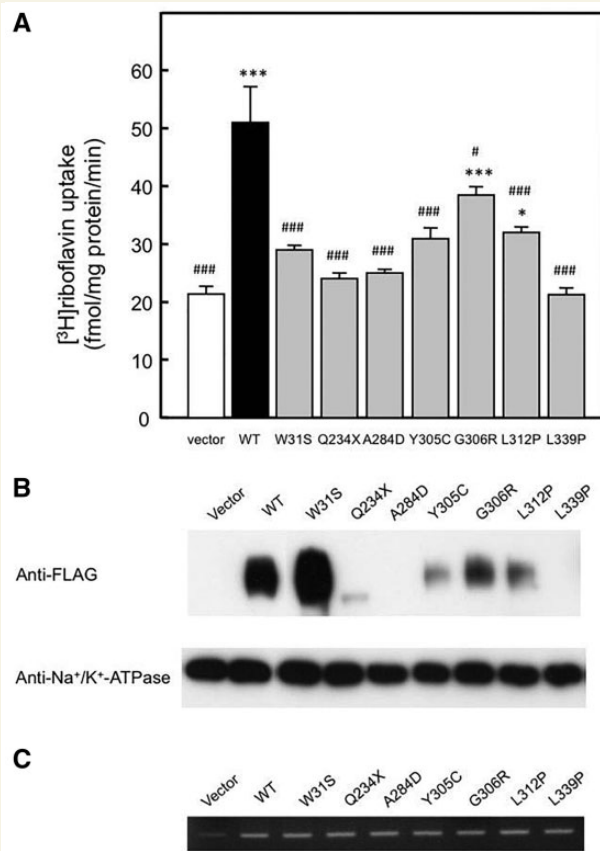 A
[³H]riboflavin uptake
(fmol/mg protein/min)
60
50
40
30
20
10
0
###
***
###
###
###
###
#
***
###
*
###
vector WT W31S Q234X A284D Y305C G306R L312P L339P
B
Vector WT W31S Q234X A284D Y305C G306R L312P L339P
Anti-FLAG
Anti-Na⁺/K⁺-ATPase
C
Vector WT W31S Q234X A284D Y305C G306R L312P L339P